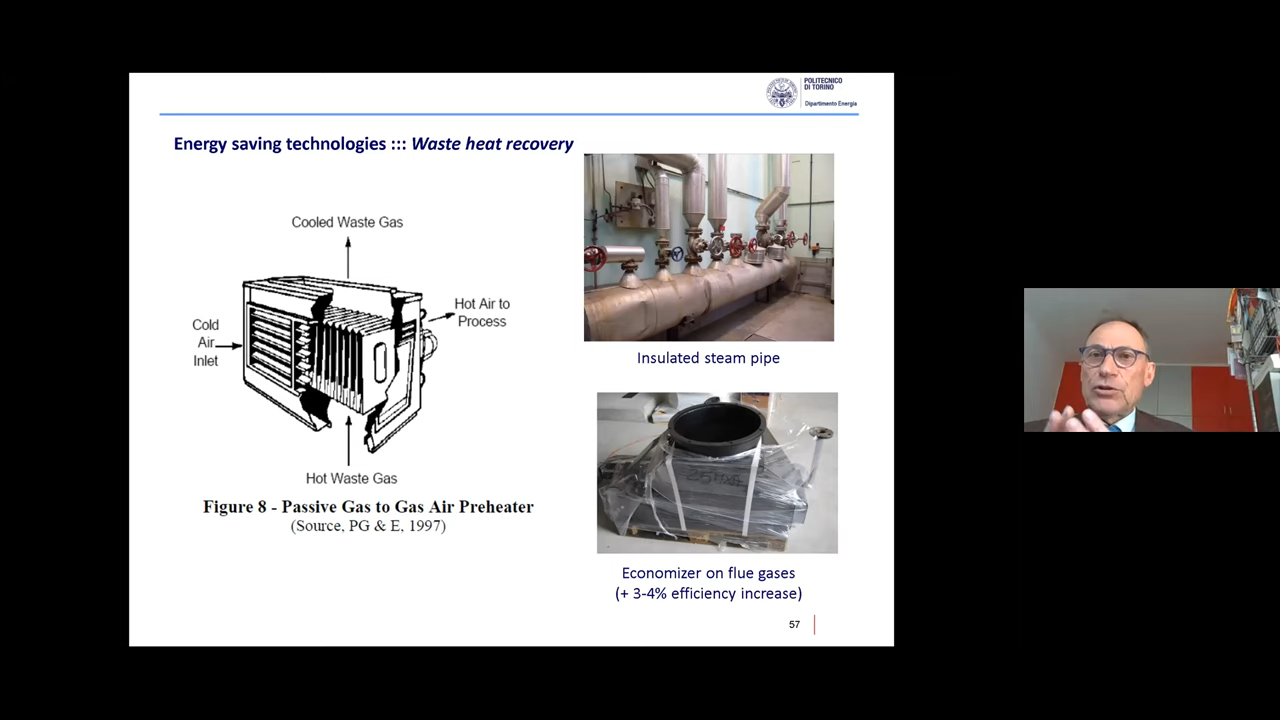 POLITECNICO
DI TORINO
Dipartimento Energia
Energy saving technologies ::: Waste heat recovery
Cooled Waste Gas
Hot Air to
Process
Cold
Air
Inlet
Hot Waste Gas
Figure 8 - Passive Gas to Gas Air Preheater
(Source, PG & E, 1997)
Insulated steam pipe
Economizer on flue gases
(+ 3-4% efficiency increase)
57